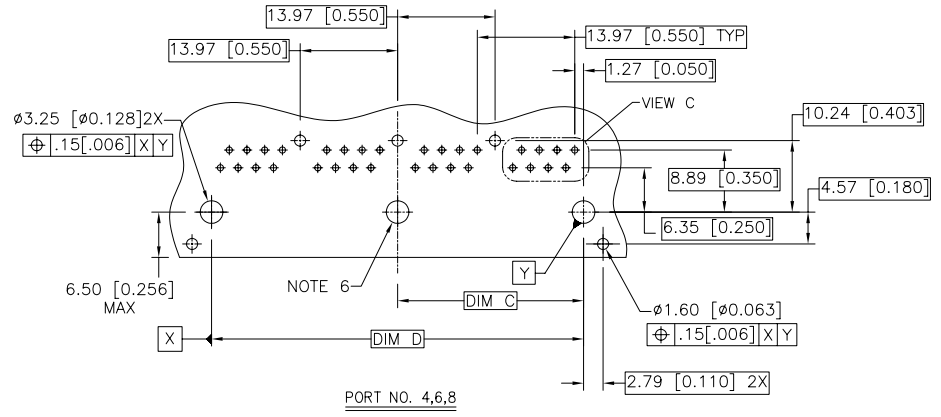 13.97 [0.550]
13.97 [0.550]
13.97 [0.550] TYP
1.27 [0.050]
VIEW C
10.24 [0.403]
ø3.25 [ø0.128]2X
⌖ .15[.006] X Y
8.89 [0.350]
4.57 [0.180]
6.35 [0.250]
Y
NOTE 6
6.50 [0.256]
MAX
DIM C
ø1.60 [ø0.063]
⌖ .15[.006] X Y
X
DIM D
2.79 [0.110] 2X
PORT NO. 4,6,8